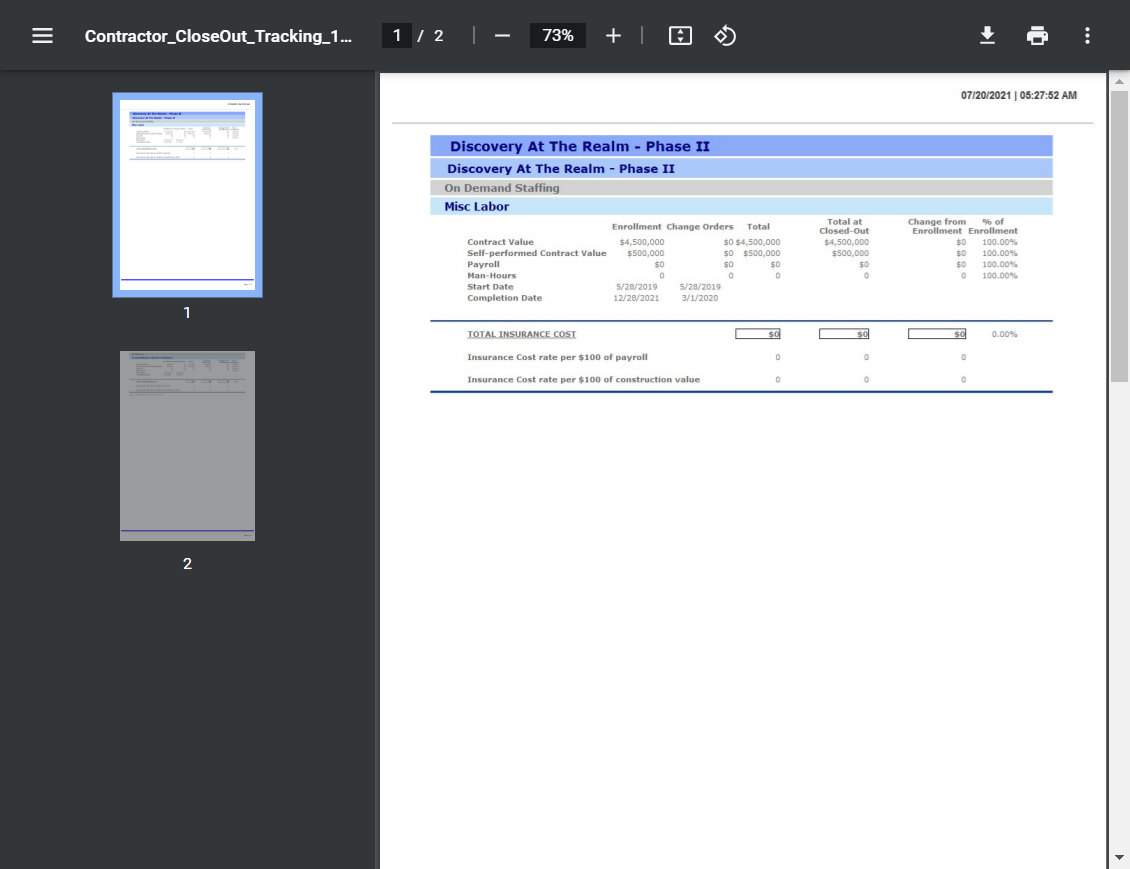 Contractor_CloseOut_Tracking_1...
1 / 2
73%
07/20/2021 | 05:27:52 AM
Discovery At The Realm - Phase II
Discovery At The Realm - Phase II
On Demand Staffing
Misc Labor
Enrollment Change Orders Total Total at Closed-Out Change from Enrollment % of Enrollment
Contract Value $4,500,000 $0 $4,500,000 $4,500,000 $0 100.00%
Self-performed Contract Value $500,000 $0 $500,000 $500,000 $0 100.00%
Payroll $0 $0 $0 $0 $0 100.00%
Man-Hours 0 0 0 0 0 100.00%
Start Date 5/28/2019 5/28/2019
Completion Date 12/28/2021 3/1/2020
TOTAL INSURANCE COST $0 $0 $0 0.00%
Insurance Cost rate per $100 of payroll 0 0 0
Insurance Cost rate per $100 of construction value 0 0 0
1
2